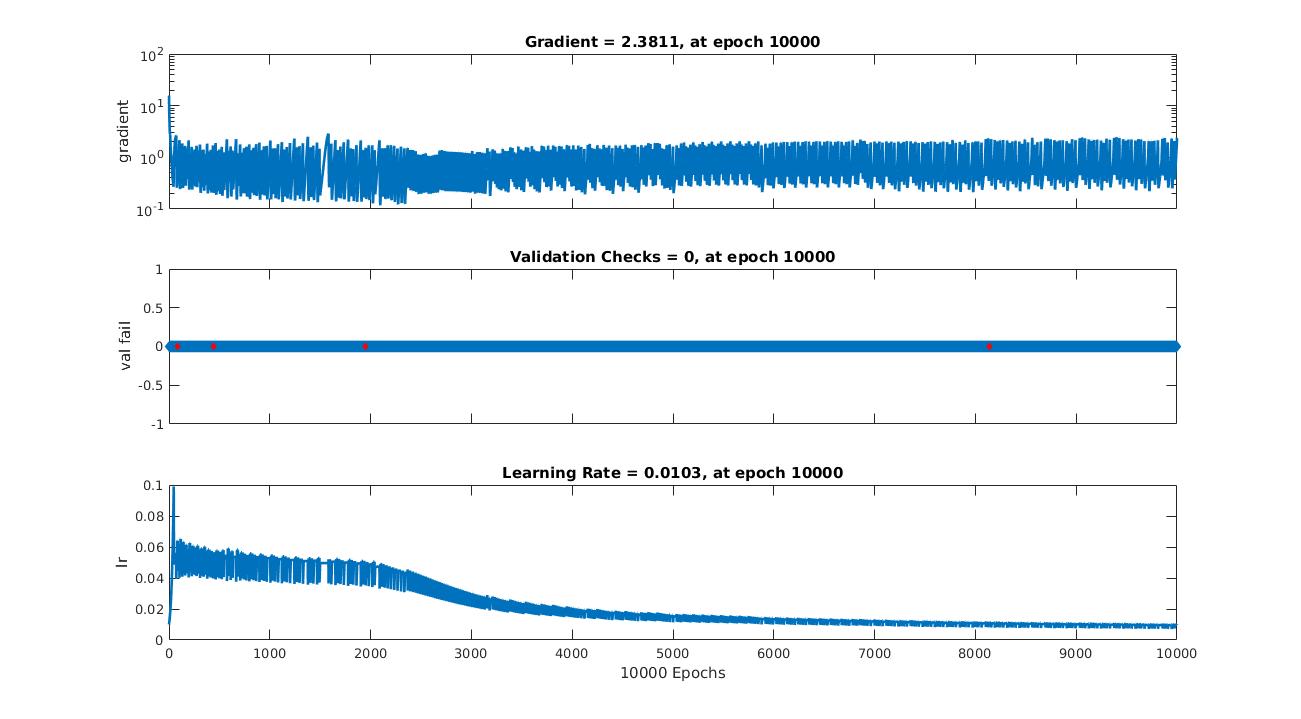 Gradient = 2.3811, at epoch 10000
10^2
10^1
10^0
10^-1
gradient
Validation Checks = 0, at epoch 10000
1
0.5
0
-0.5
-1
val fail
Learning Rate = 0.0103, at epoch 10000
0.1
0.08
0.06
0.04
0.02
0
lr
0 1000 2000 3000 4000 5000 6000 7000 8000 9000 10000
10000 Epochs